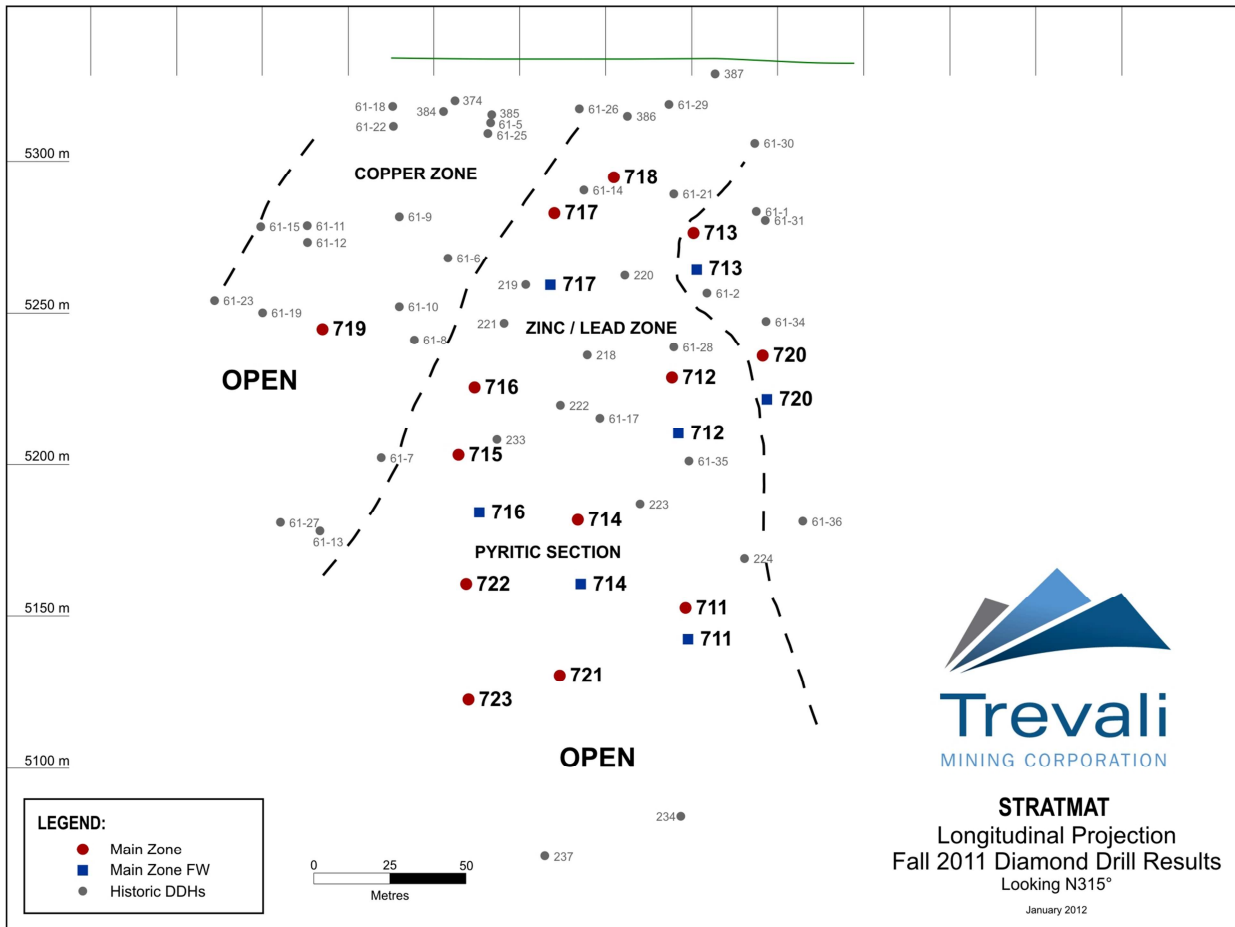 387
61-18
374
384
385
61-5
61-22
61-25
61-26
61-29
386
61-30
5300 m
COPPER ZONE
718
61-14
61-21
717
61-1
61-31
61-9
61-15
61-11
61-12
713
61-6
713
220
219
717
61-2
61-23
61-19
61-10
719
221
ZINC / LEAD ZONE
61-34
5250 m
61-8
218
61-28
720
OPEN
716
712
720
222
61-17
712
233
715
61-7
61-35
5200 m
716
223
714
61-27
61-13
61-36
PYRITIC SECTION
224
722
714
711
5150 m
711
721
723
OPEN
5100 m
234
237
LEGEND:
Main Zone
Main Zone FW
Historic DDHs
0 25 50
Metres
Trevali
MINING CORPORATION
STRATMAT
Longitudinal Projection
Fall 2011 Diamond Drill Results
Looking N315°
January 2012